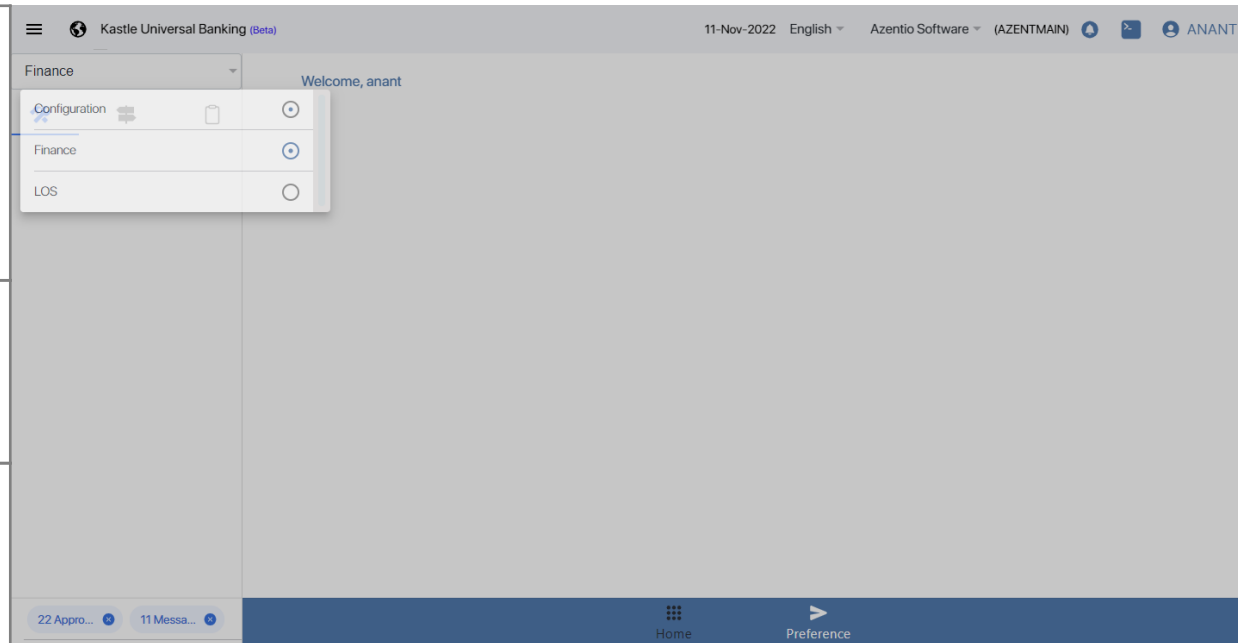 Kastle Universal Banking (Beta) 11-Nov-2022 English Azentio Software (AZENTMAIN) ANANT
Finance
Welcome, anant
Configuration
Finance
LOS
22 Appro... 11 Messa...
Home Preference